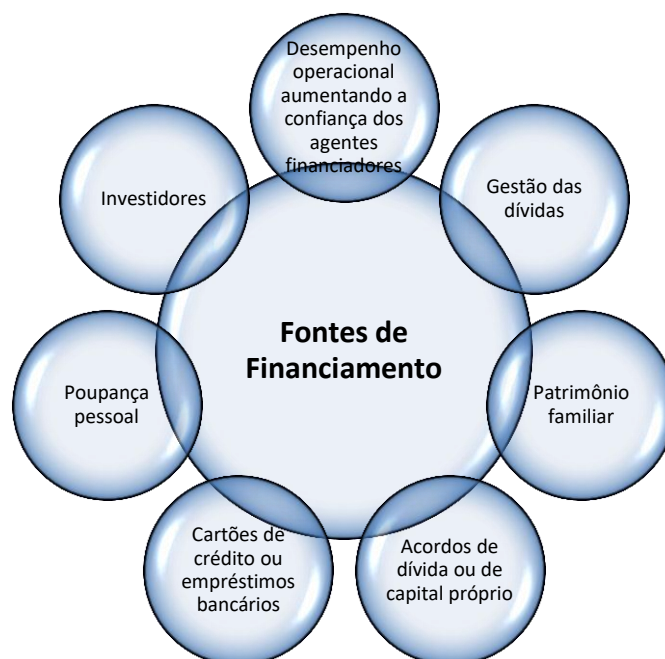 Desempenho
operacional
aumentando a
confiança dos
agentes
financiadores
Gestão das
dívidas
Patrimônio
familiar
Acordos de
dívida ou de
capital próprio
Cartões de
crédito ou
empréstimos
bancários
Poupança
pessoal
Investidores
Fontes de
Financiamento